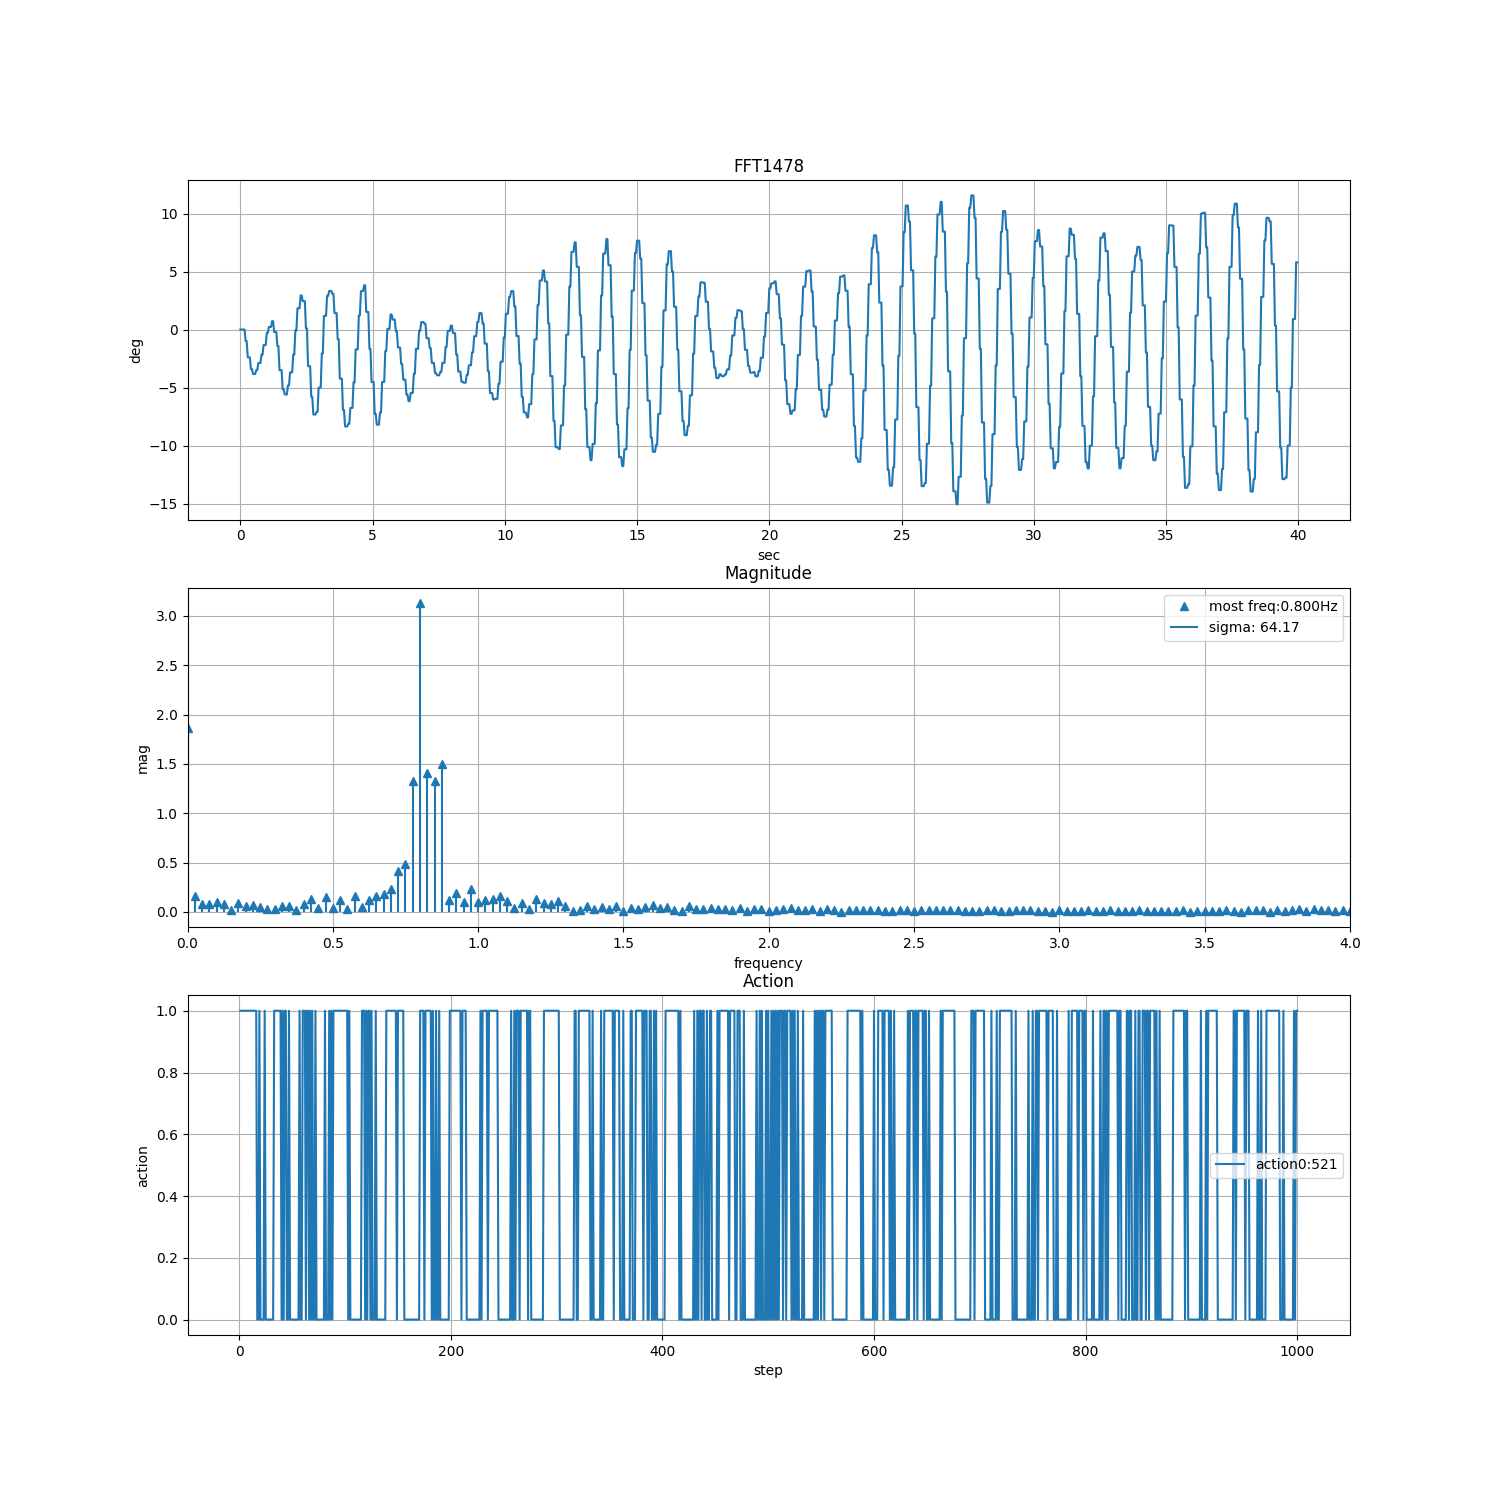 FFT1478
10
5
0
−5
−10
−15
deg
0 5 10 15 20 25 30 35 40
sec
Magnitude
3.0
2.5
2.0
1.5
1.0
0.5
0.0
mag
most freq:0.800Hz
sigma: 64.17
0.0 0.5 1.0 1.5 2.0 2.5 3.0 3.5 4.0
frequency
Action
1.0
0.8
0.6
0.4
0.2
0.0
action
action0:521
0 200 400 600 800 1000
step